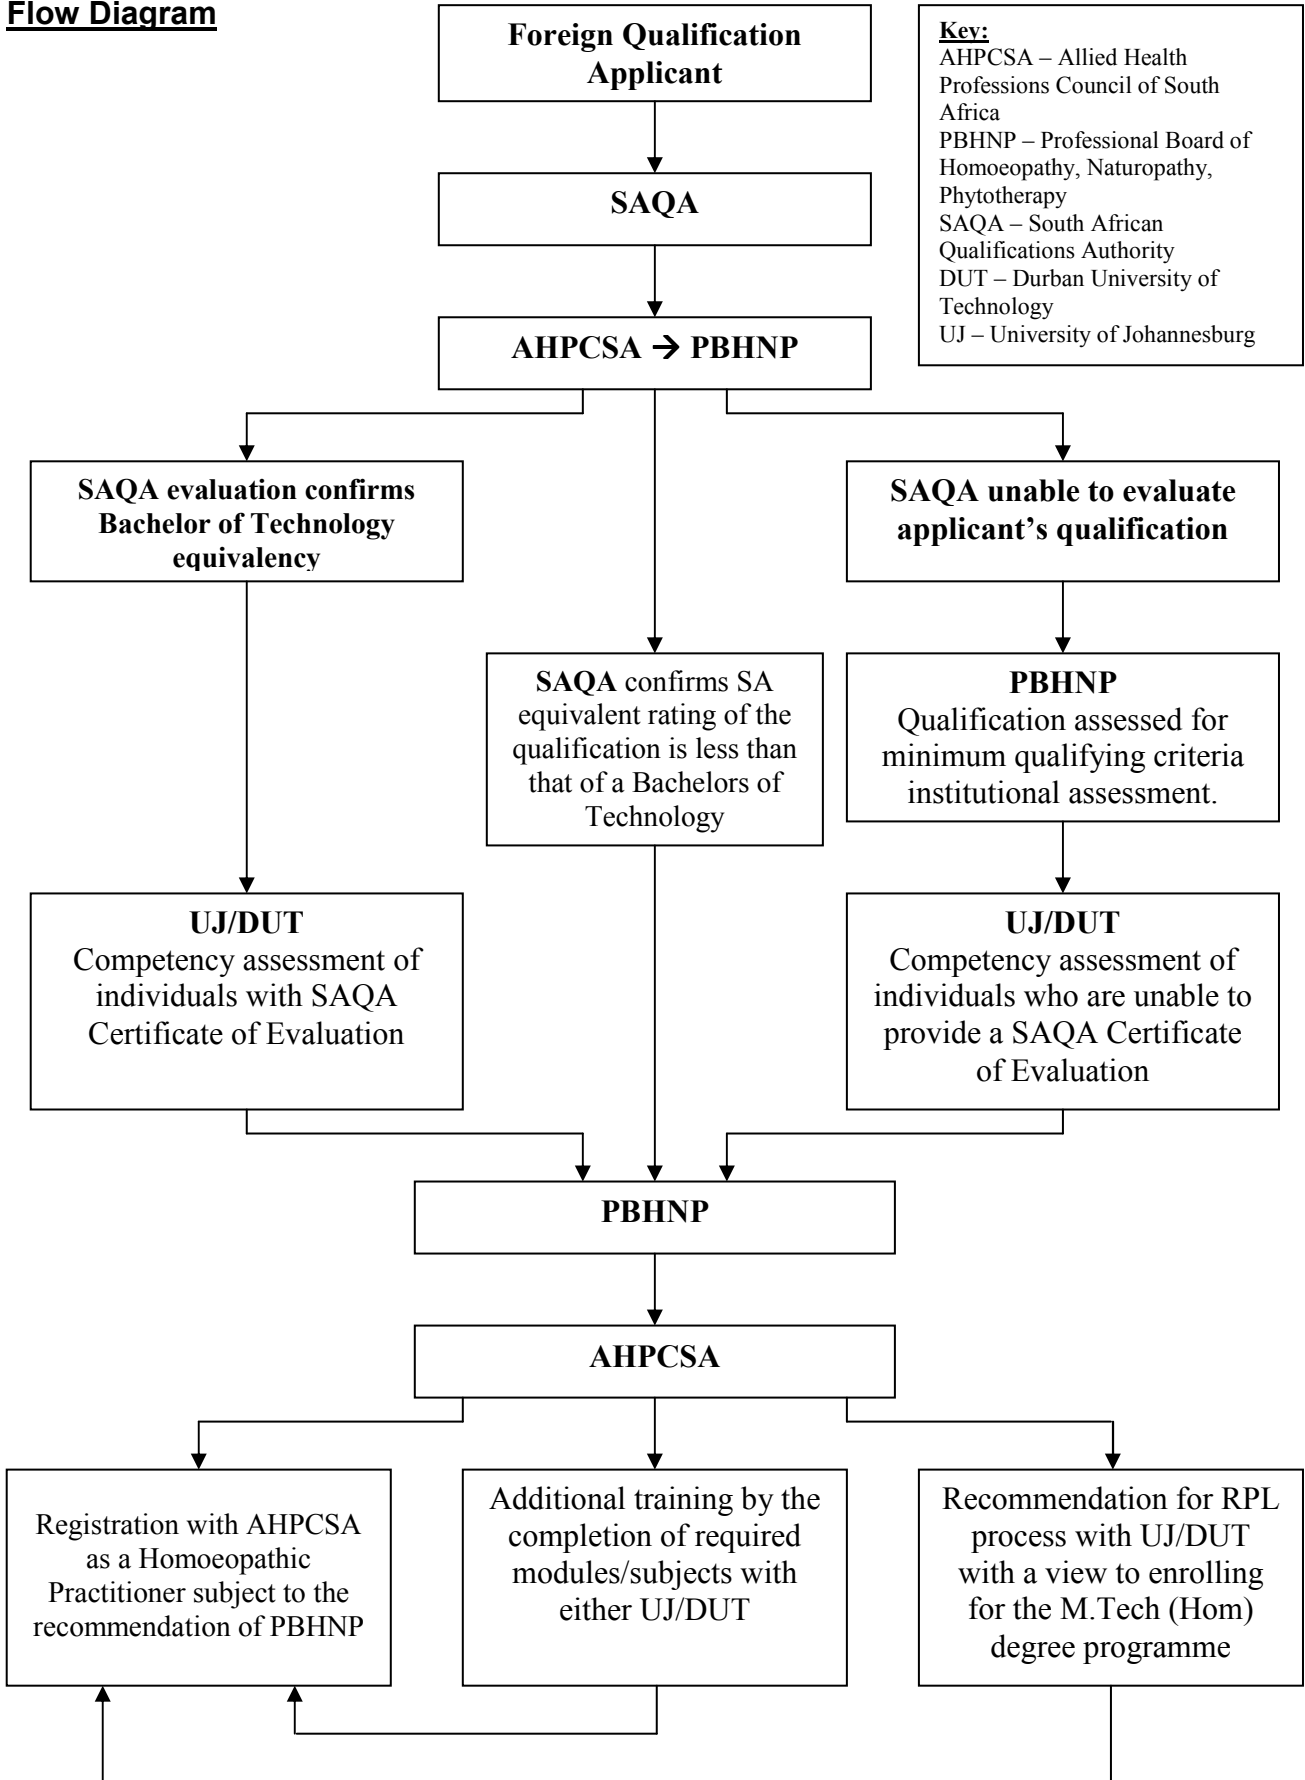 Flow Diagram
Foreign Qualification
Applicant
Key:
AHPCSA – Allied Health
Professions Council of South
Africa
PBHNP – Professional Board of
Homoeopathy, Naturopathy,
Phytotherapy
SAQA – South African
Qualifications Authority
DUT – Durban University of
Technology
UJ – University of Johannesburg
SAQA
AHPCSA → PBHNP
SAQA evaluation confirms
Bachelor of Technology
equivalency
SAQA unable to evaluate
applicant’s qualification
SAQA confirms SA
equivalent rating of the
qualification is less than
that of a Bachelors of
Technology
PBHNP
Qualification assessed for
minimum qualifying criteria
institutional assessment.
UJ/DUT
Competency assessment of
individuals with SAQA
Certificate of Evaluation
UJ/DUT
Competency assessment of
individuals who are unable to
provide a SAQA Certificate
of Evaluation
PBHNP
AHPCSA
Registration with AHPCSA
as a Homoeopathic
Practitioner subject to the
recommendation of PBHNP
Additional training by the
completion of required
modules/subjects with
either UJ/DUT
Recommendation for RPL
process with UJ/DUT
with a view to enrolling
for the M.Tech (Hom)
degree programme